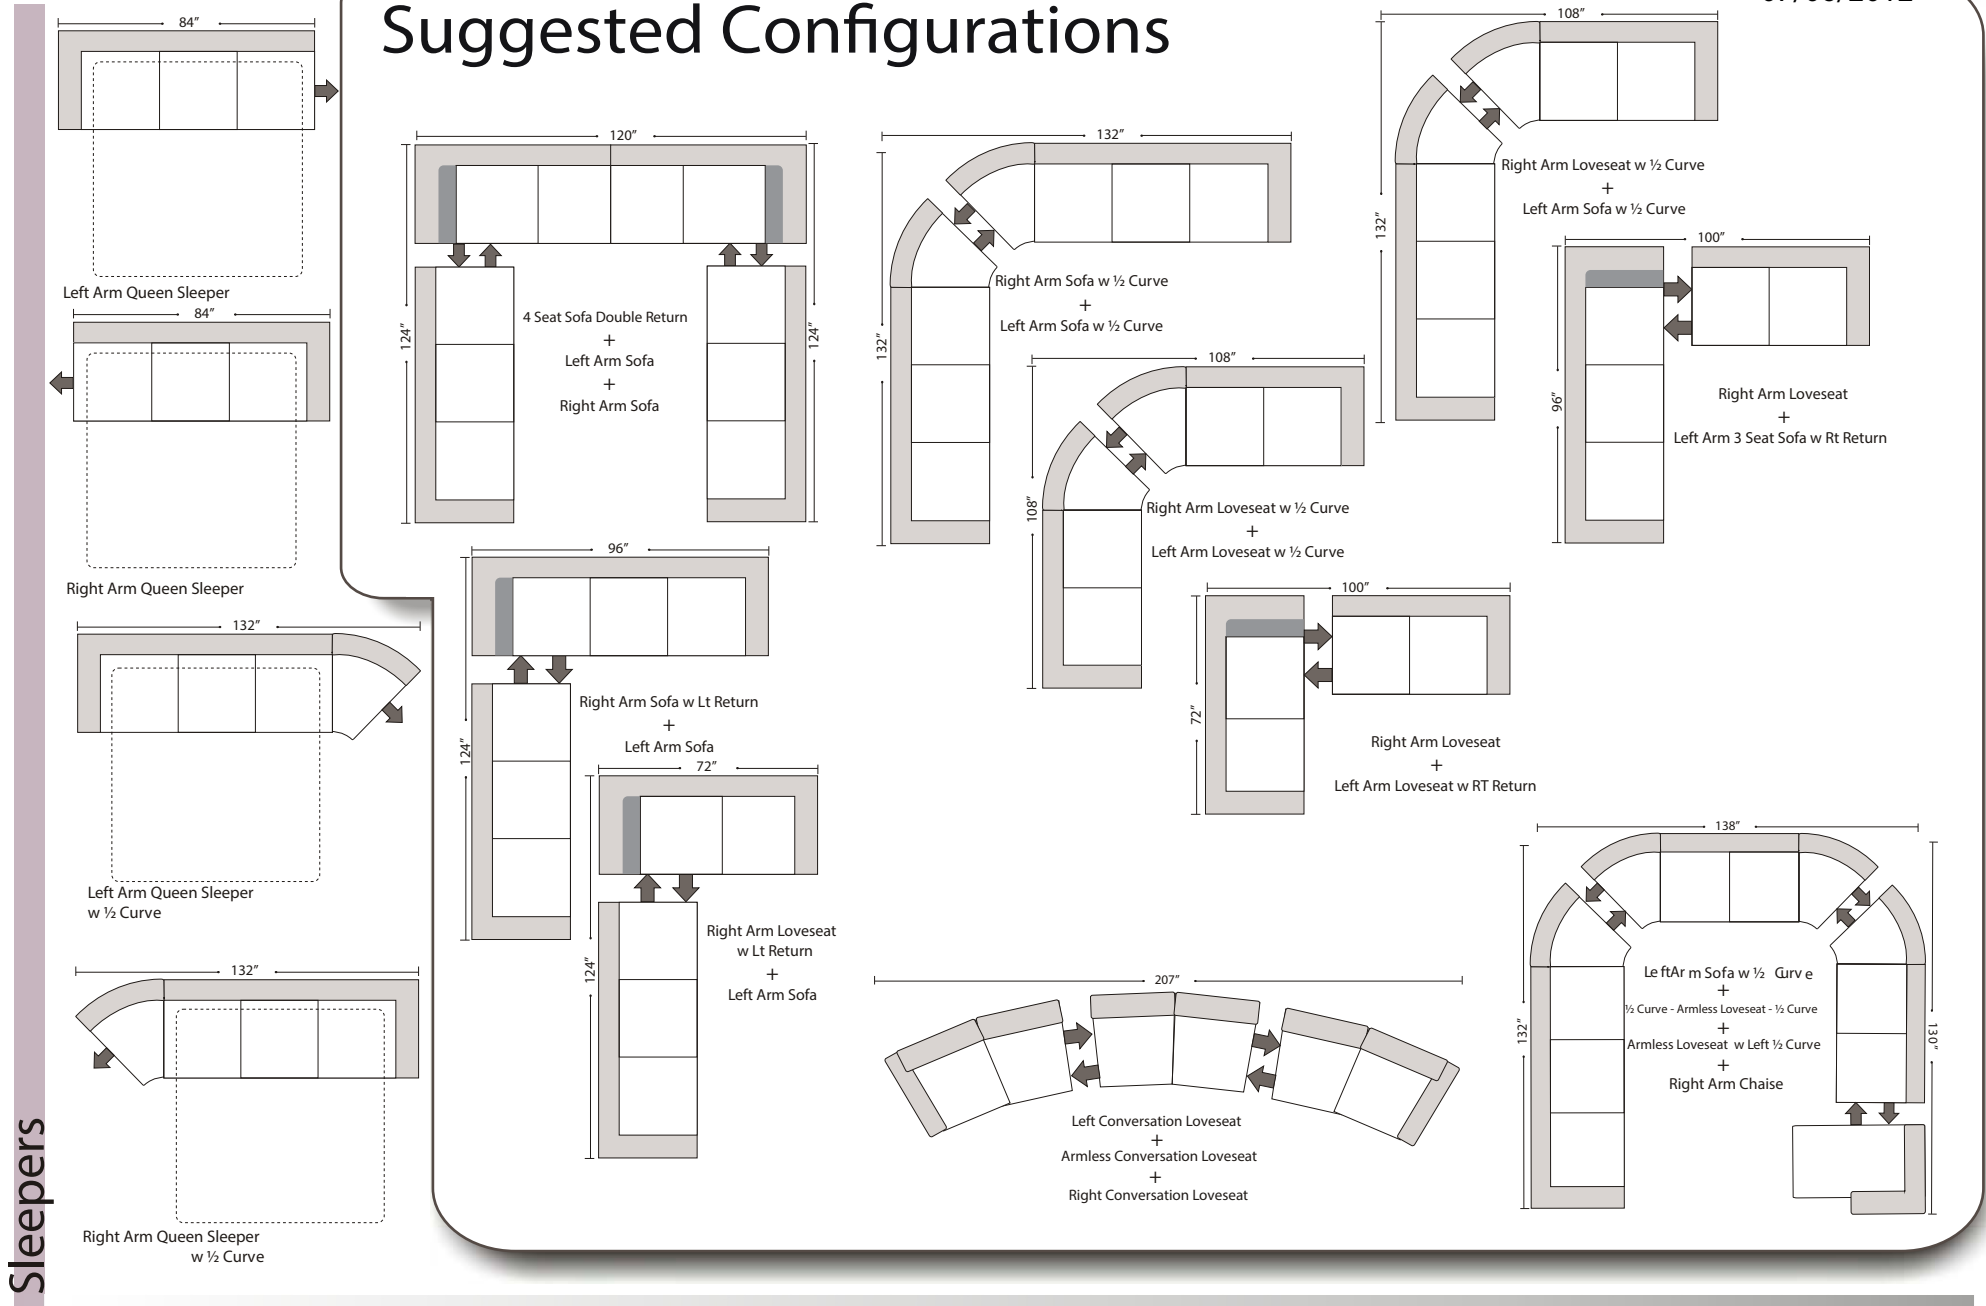 Suggested Configurations
84”
Left Arm Queen Sleeper
84”
Right Arm Queen Sleeper
132”
Left Arm Queen Sleeper
w ½ Curve
132”
Right Arm Queen Sleeper
w ½ Curve
Sleepers
120”
124”
124”
4 Seat Sofa Double Return
+
Left Arm Sofa
+
Right Arm Sofa
96”
124”
Right Arm Sofa w Lt Return
+
Left Arm Sofa
72”
124”
Right Arm Loveseat
w Lt Return
+
Left Arm Sofa
132”
132”
Right Arm Sofa w ½ Curve
+
Left Arm Sofa w ½ Curve
108”
108”
Right Arm Loveseat w ½ Curve
+
Left Arm Loveseat w ½ Curve
108”
132”
Right Arm Loveseat w ½ Curve
+
Left Arm Sofa w ½ Curve
100”
96”
Right Arm Loveseat
+
Left Arm 3 Seat Sofa w Rt Return
100”
72”
Right Arm Loveseat
+
Left Arm Loveseat w RT Return
207”
Left Conversation Loveseat
+
Armless Conversation Loveseat
+
Right Conversation Loveseat
138”
132”
130”
LeftArm Sofa w ½ Curve
+
½ Curve - Armless Loveseat - ½ Curve
+
Armless Loveseat w Left ½ Curve
+
Right Arm Chaise